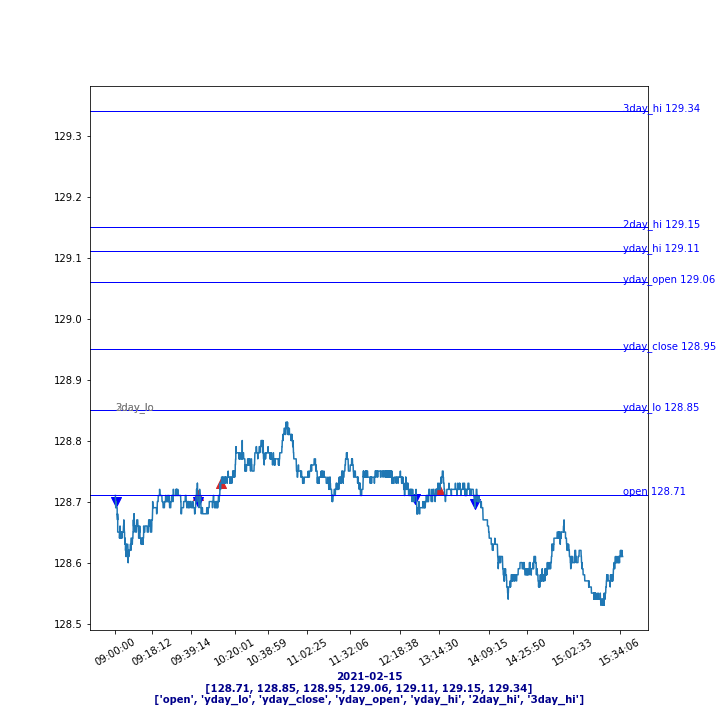 3day_hi 129.34
129.3
129.2
2day_hi 129.15
yday_hi 129.11
129.1
yday_open 129.06
129.0
yday_close 128.95
128.9
yday_lo 128.85
128.8
open 128.71
128.7
128.6
128.5
09:00:00 09:18:12 09:39:14 10:20:01 10:38:59 11:02:25 11:32:06 12:18:38 13:14:30 14:09:15 14:25:50 15:02:33 15:34:06
2021-02-15
[128.71, 128.85, 128.95, 129.06, 129.11, 129.15, 129.34]
['open', 'yday_lo', 'yday_close', 'yday_open', 'yday_hi', '2day_hi', '3day_hi']